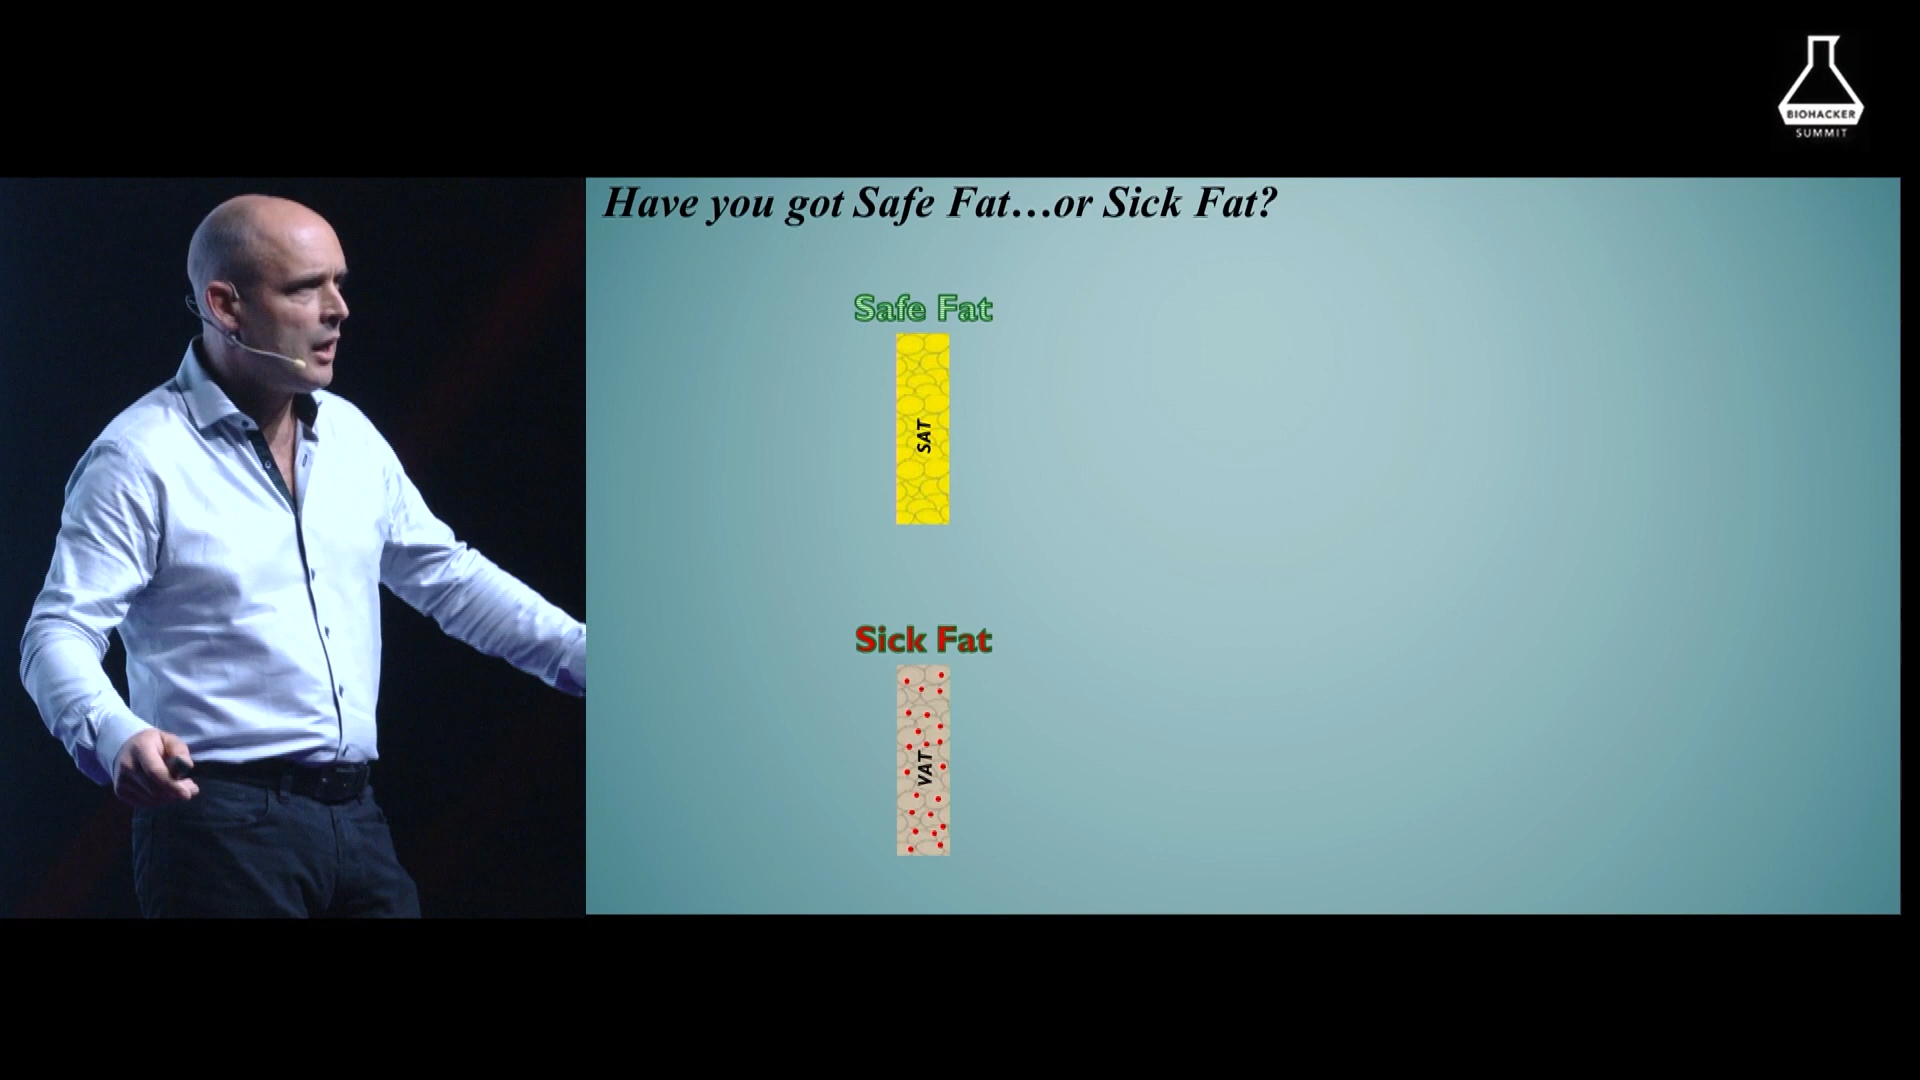 BIOHACKER
SUMMIT
Have you got Safe Fat...or Sick Fat?
Safe Fat
SAT
Sick Fat
VAT